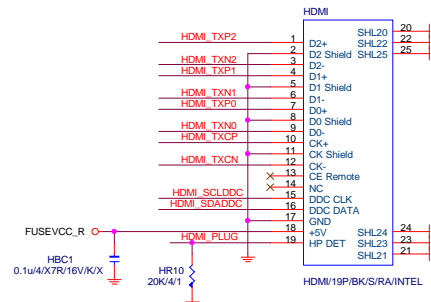 HDMI
HDMI_TXP2 1 D2+ SHL20 20
2 D2 Shield SHL22 22
HDMI_TXN2 3 D2- SHL25 25
HDMI_TXP1 4 D1+
5 D1 Shield
HDMI_TXN1 6 D1-
HDMI_TXP0 7 D0+
8 D0 Shield
HDMI_TXN0 9 D0-
HDMI_TXCP 10 CK+
11 CK Shield
HDMI_TXCN 12 CK-
13 CE Remote
14 NC
HDMI_SCLDDC 15 DDC CLK
HDMI_SDADDC 16 DDC DATA
17 GND
FUSEVCC_R 18 +5V SHL24 24
HDMI_PLUG 19 HP DET SHL23 23
SHL21 21
HBC1
0.1u/4/X7R/16V/K/X
HR10
20K/4/1
HDMI/19P/BK/S/RA/INTEL